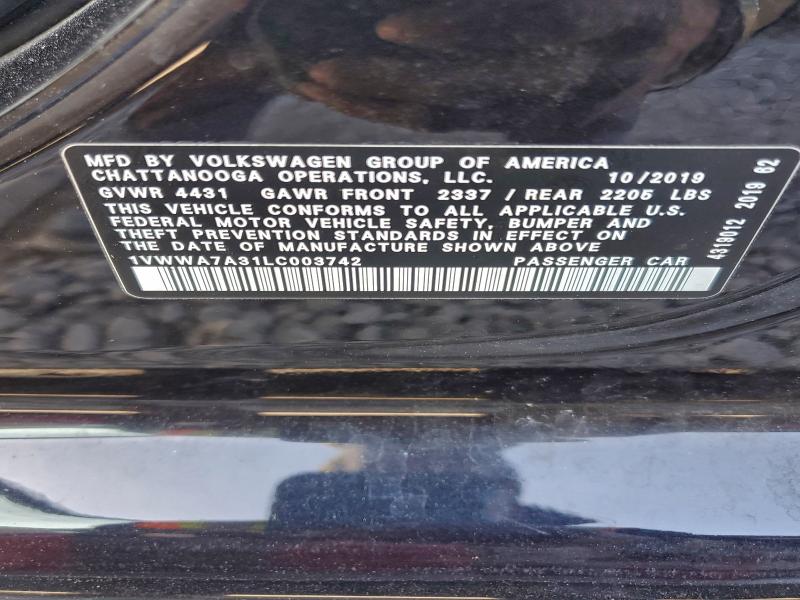 MFD BY VOLKSWAGEN GROUP OF AMERICA
CHATTANOOGA OPERATIONS, LLC. 10/2019
GVWR 4431 GAWR FRONT 2337 / REAR 2205 LBS
THIS VEHICLE CONFORMS TO ALL APPLICABLE U.S.
FEDERAL MOTOR VEHICLE SAFETY, BUMPER AND
THEFT PREVENTION STANDARDS IN EFFECT ON
THE DATE OF MANUFACTURE SHOWN ABOVE
1VWWA7A31LC003742 PASSENGER CAR
4319012 2019 62